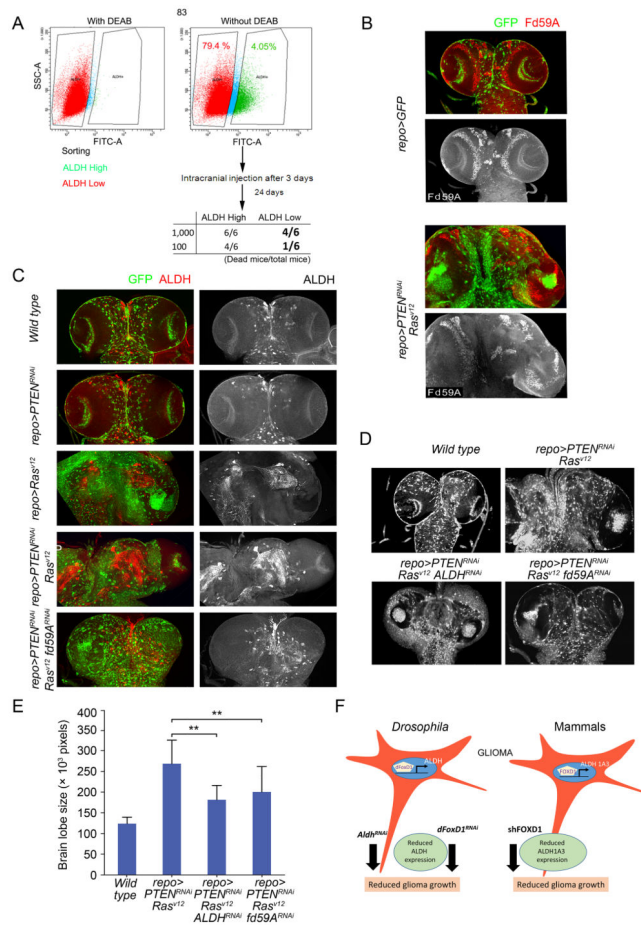 83
A
With DEAB
Without DEAB
79.4 %
4.05%
ALDHs
ALDHs
SSC-A
FITC-A
FITC-A
Sorting
ALDH High
ALDH Low
Intracranial injection after 3 days
24 days
ALDH High ALDH Low
1,000 6/6 4/6
100 4/6 1/6
(Dead mice/total mice)
B
GFP Fd59A
repo>GFP
Fd59A
repo>PTENRNAi
Rasv12
Fd59A
C
GFP ALDH
ALDH
Wild type
repo>PTENRNAi
repo>Rasv12
repo>PTENRNAi
Rasv12
repo>PTENRNAi
Rasv12 fd59ARNAi
D
Wild type
repo>PTENRNAi
Rasv12
repo>PTENRNAi
Rasv12 ALDHRNAi
repo>PTENRNAi
Rasv12 fd59ARNAi
E
Brain lobe size (× 10³ pixels)
400
350
300
250
200
150
100
50
0
**
**
Wild
type
repo>
PTENRNAi
Rasv12
repo>
PTENRNAi
Rasv12
ALDHRNAi
repo>
PTENRNAi
Rasv12
fd59ARNAi
F
Drosophila
Mammals
GLIOMA
dFoxD1
ALDH
FOXD1
ALDH 1A3
AldhRNAi
Reduced
ALDH
expression
dFoxD1RNAi
Reduced glioma growth
shFOXD1
Reduced
ALDH1A3
expression
Reduced glioma growth